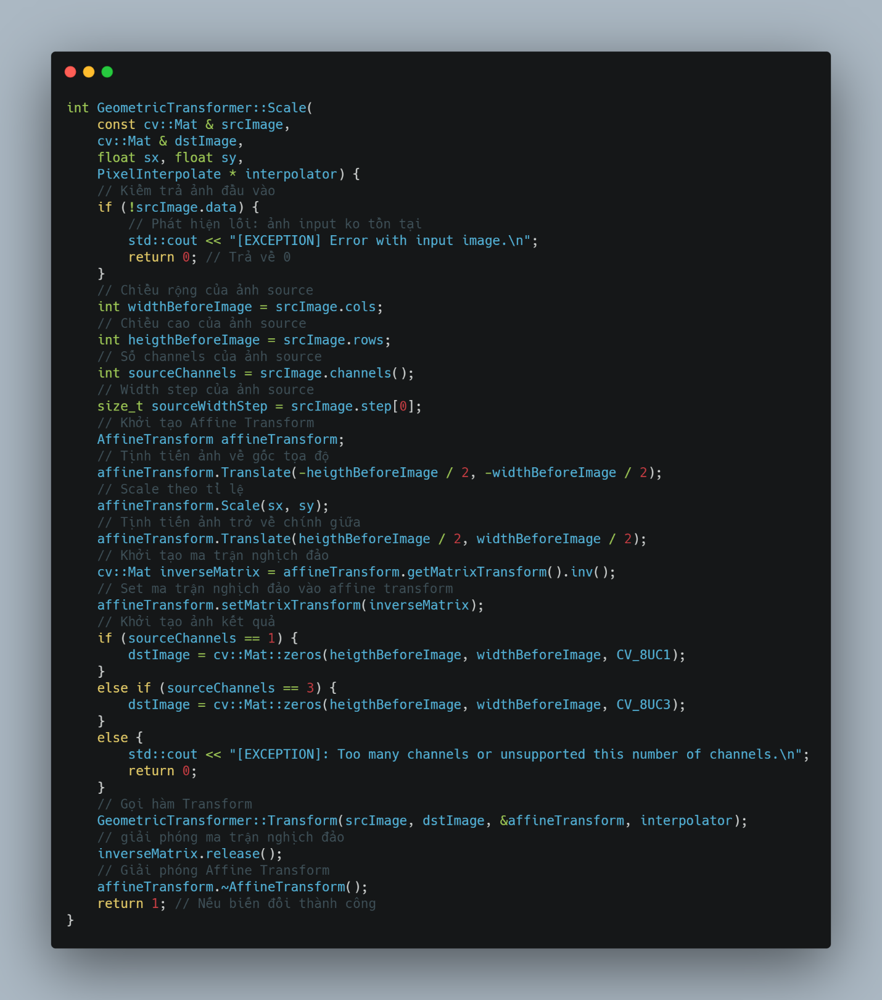 int GeometricTransformer::Scale(
    const cv::Mat & srcImage,
    cv::Mat & dstImage,
    float sx, float sy,
    PixelInterpolate * interpolator) {
    // Kiểm trả ảnh đầu vào
    if (!srcImage.data) {
        // Phát hiện lỗi: ảnh input ko tồn tại
        std::cout << "[EXCEPTION] Error with input image.\n";
        return 0; // Trả về 0
    }
    // Chiều rộng của ảnh source
    int widthBeforeImage = srcImage.cols;
    // Chiều cao của ảnh source
    int heigthBeforeImage = srcImage.rows;
    // Số channels của ảnh source
    int sourceChannels = srcImage.channels();
    // Width step của ảnh source
    size_t sourceWidthStep = srcImage.step[0];
    // Khởi tạo Affine Transform
    AffineTransform affineTransform;
    // Tịnh tiến ảnh về gốc tọa độ
    affineTransform.Translate(-heigthBeforeImage / 2, -widthBeforeImage / 2);
    // Scale theo tỉ lệ
    affineTransform.Scale(sx, sy);
    // Tịnh tiến ảnh trở về chính giữa
    affineTransform.Translate(heigthBeforeImage / 2, widthBeforeImage / 2);
    // Khởi tạo ma trận nghịch đảo
    cv::Mat inverseMatrix = affineTransform.getMatrixTransform().inv();
    // Set ma trận nghịch đảo vào affine transform
    affineTransform.setMatrixTransform(inverseMatrix);
    // Khởi tạo ảnh kết quả
    if (sourceChannels == 1) {
        dstImage = cv::Mat::zeros(heigthBeforeImage, widthBeforeImage, CV_8UC1);
    }
    else if (sourceChannels == 3) {
        dstImage = cv::Mat::zeros(heigthBeforeImage, widthBeforeImage, CV_8UC3);
    }
    else {
        std::cout << "[EXCEPTION]: Too many channels or unsupported this number of channels.\n";
        return 0;
    }
    // Gọi hàm Transform
    GeometricTransformer::Transform(srcImage, dstImage, &affineTransform, interpolator);
    // giải phóng ma trận nghịch đảo
    inverseMatrix.release();
    // Giải phóng Affine Transform
    affineTransform.~AffineTransform();
    return 1; // Nếu biến đổi thành công
}